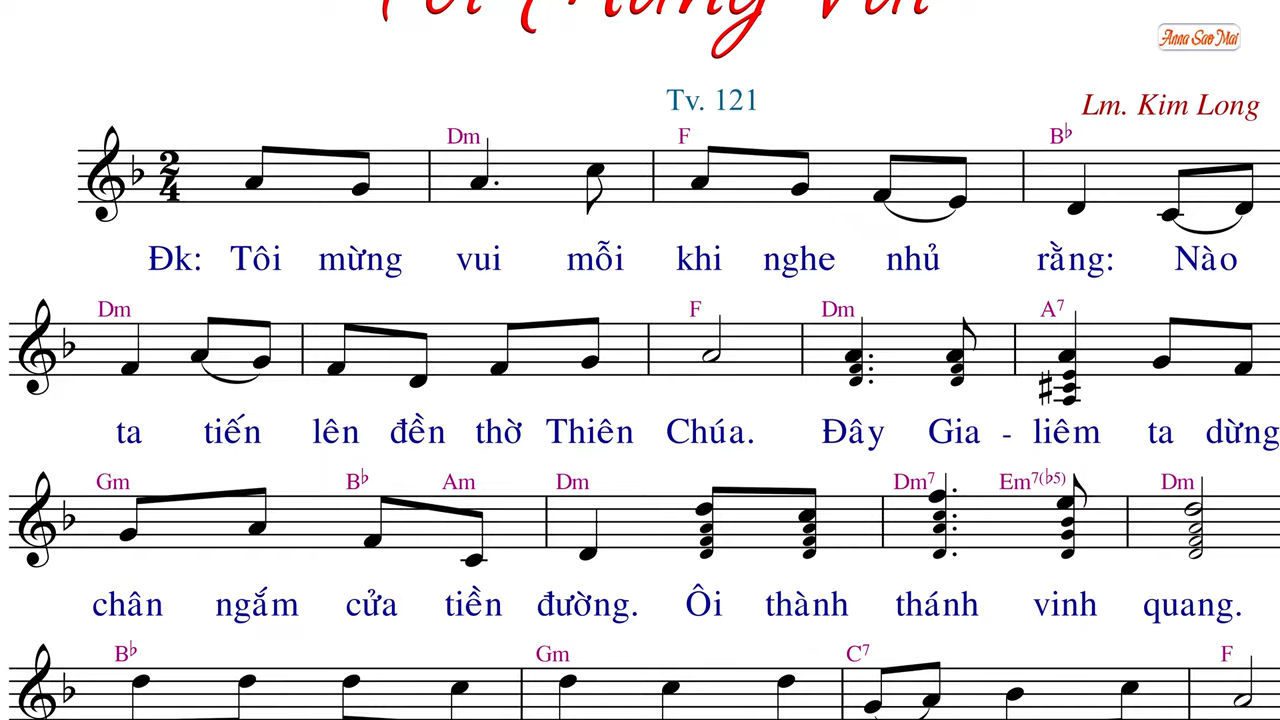 Anna Sao Mai
Tv. 121
Lm. Kim Long
Dm F B♭
2
4
Đk: Tôi mừng vui mỗi khi nghe nhủ rằng: Nào
Dm F Dm A7
ta tiến lên đền thờ Thiên Chúa. Đây Gia - liêm ta dừng
Gm B♭ Am Dm Dm7 Em7(♭5) Dm
chân ngắm cửa tiền đường. Ôi thành thánh vinh quang.
B♭ Gm C7 F